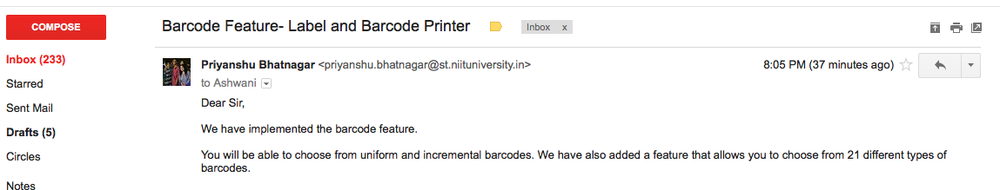 COMPOSE
Inbox (233)
Starred
Sent Mail
Drafts (5)
Circles
Notes
Barcode Feature- Label and Barcode Printer
Inbox x
Priyanshu Bhatnagar <priyanshu.bhatnagar@st.niituniversity.in>
8:05 PM (37 minutes ago)
to Ashwani
Dear Sir,
We have implemented the barcode feature.
You will be able to choose from uniform and incremental barcodes. We have also added a feature that allows you to choose from 21 different types of
barcodes.